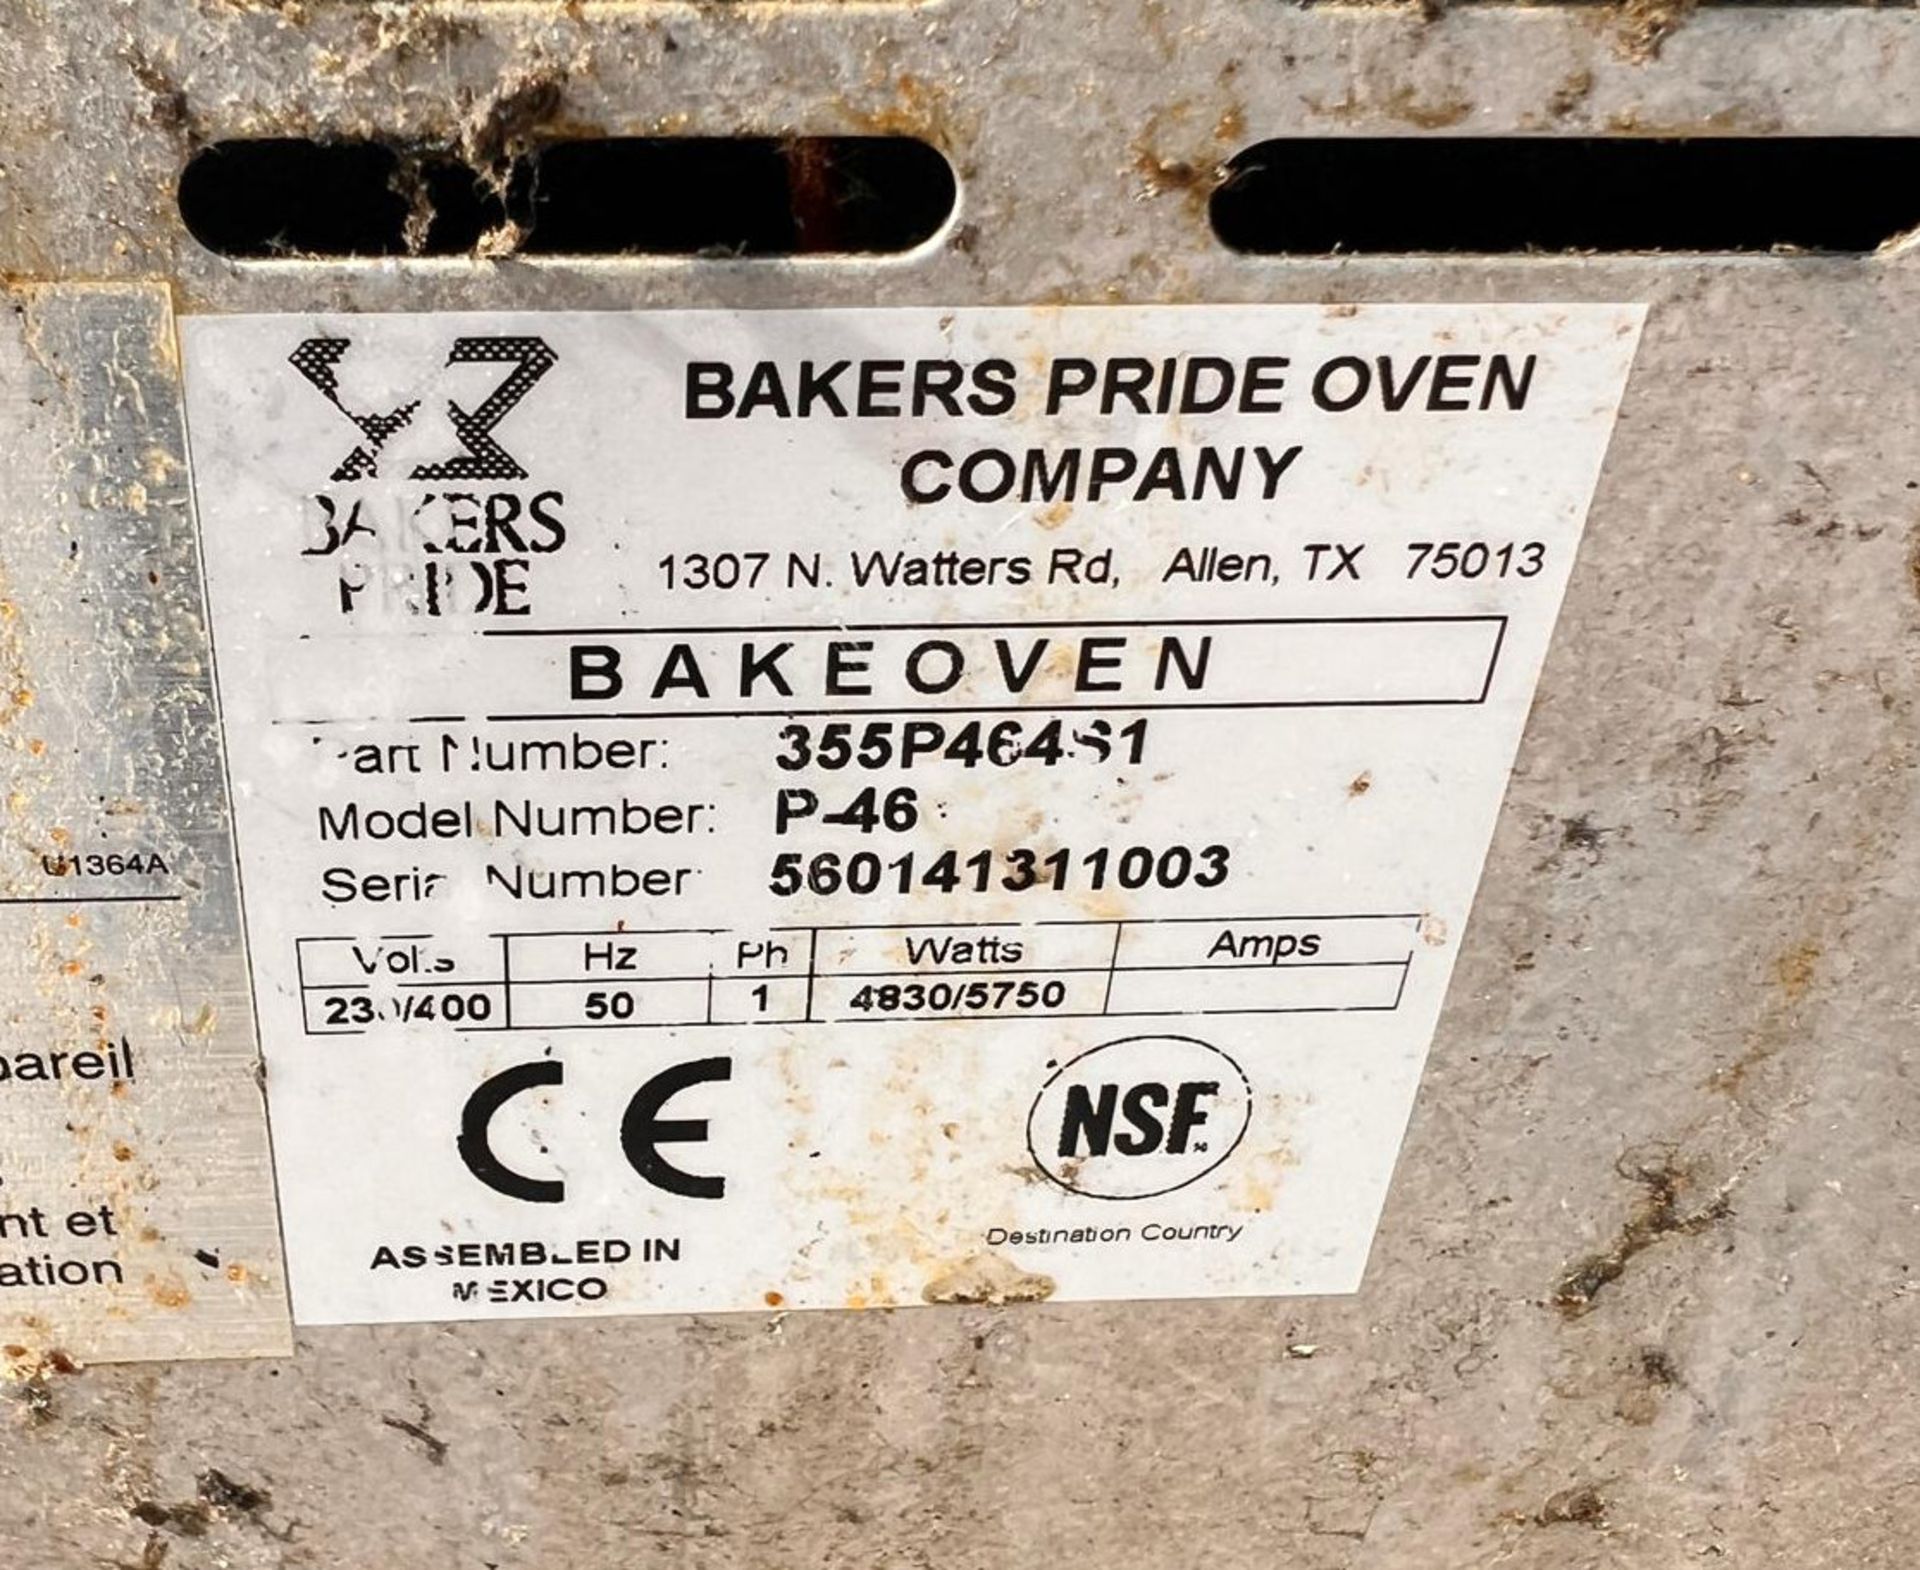 BAKERS PRIDE OVEN
COMPANY
BAKERS
PRIDE
1307 N. Watters Rd, Allen, TX 75013
BAKEOVEN
Part Number: 355P464S1
Model Number: P-46
Serial Number: 560141311003
Volts Hz Ph Watts Amps
230/400 50 1 4830/5750
CE
NSF
Destination Country
ASSEMBLED IN
MEXICO
U1364A
pareil
nt et
ation